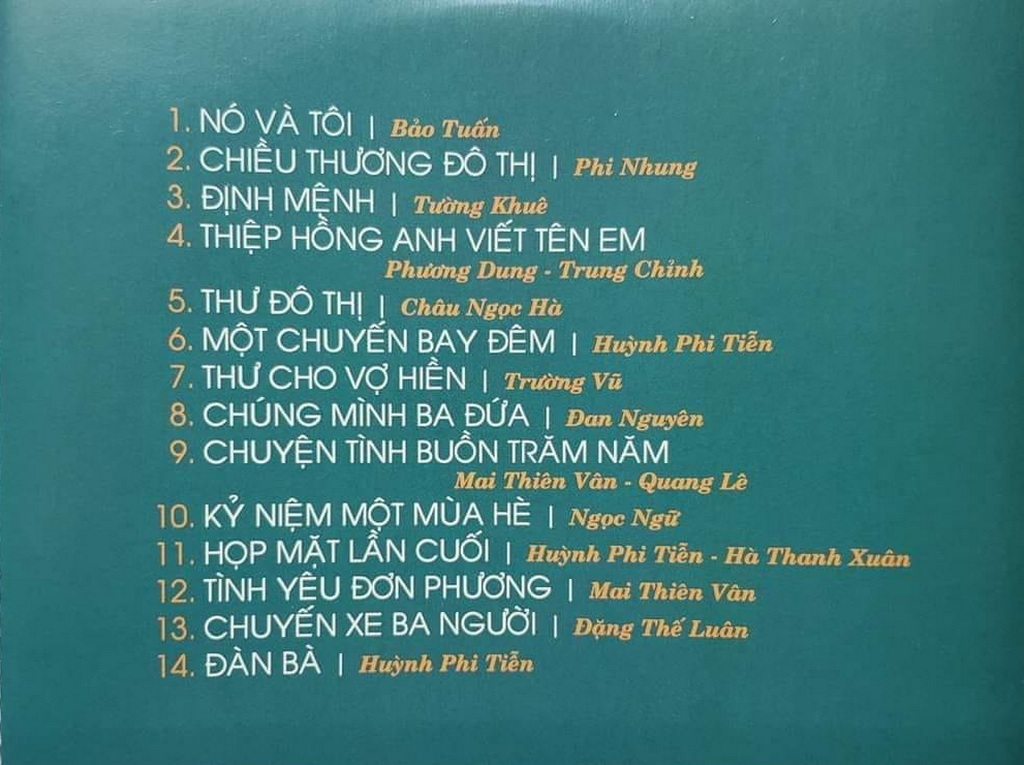 1. NÓ VÀ TÔI | Bảo Tuấn
2. CHIỀU THƯƠNG ĐÔ THỊ | Phi Nhung
3. ĐỊNH MỆNH | Tường Khuê
4. THIỆP HỒNG ANH VIẾT TÊN EM
Phương Dung - Trung Chỉnh
5. THƯ ĐÔ THỊ | Châu Ngọc Hà
6. MỘT CHUYẾN BAY ĐÊM | Huỳnh Phi Tiễn
7. THƯ CHO VỢ HIỀN | Trường Vũ
8. CHÚNG MÌNH BA ĐỨA | Đan Nguyên
9. CHUYỆN TÌNH BUỒN TRĂM NĂM
Mai Thiên Vân - Quang Lê
10. KỶ NIỆM MỘT MÙA HÈ | Ngọc Ngữ
11. HỌP MẶT LẦN CUỐI | Huỳnh Phi Tiễn - Hà Thanh Xuân
12. TÌNH YÊU ĐƠN PHƯƠNG | Mai Thiên Vân
13. CHUYẾN XE BA NGƯỜI | Đặng Thế Luân
14. ĐÀN BÀ | Huỳnh Phi Tiễn